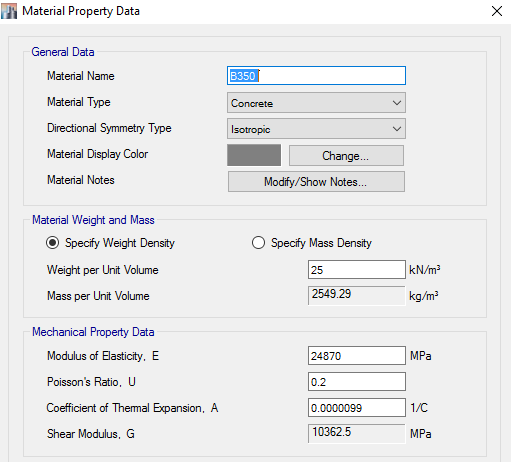 Material Property Data
General Data
Material Name B350
Material Type Concrete
Directional Symmetry Type Isotropic
Material Display Color Change...
Material Notes Modify/Show Notes...
Material Weight and Mass
Specify Weight Density Specify Mass Density
Weight per Unit Volume 25 kN/m³
Mass per Unit Volume 2549.29 kg/m³
Mechanical Property Data
Modulus of Elasticity, E 24870 MPa
Poisson's Ratio, U 0.2
Coefficient of Thermal Expansion, A 0.0000099 1/C
Shear Modulus, G 10362.5 MPa